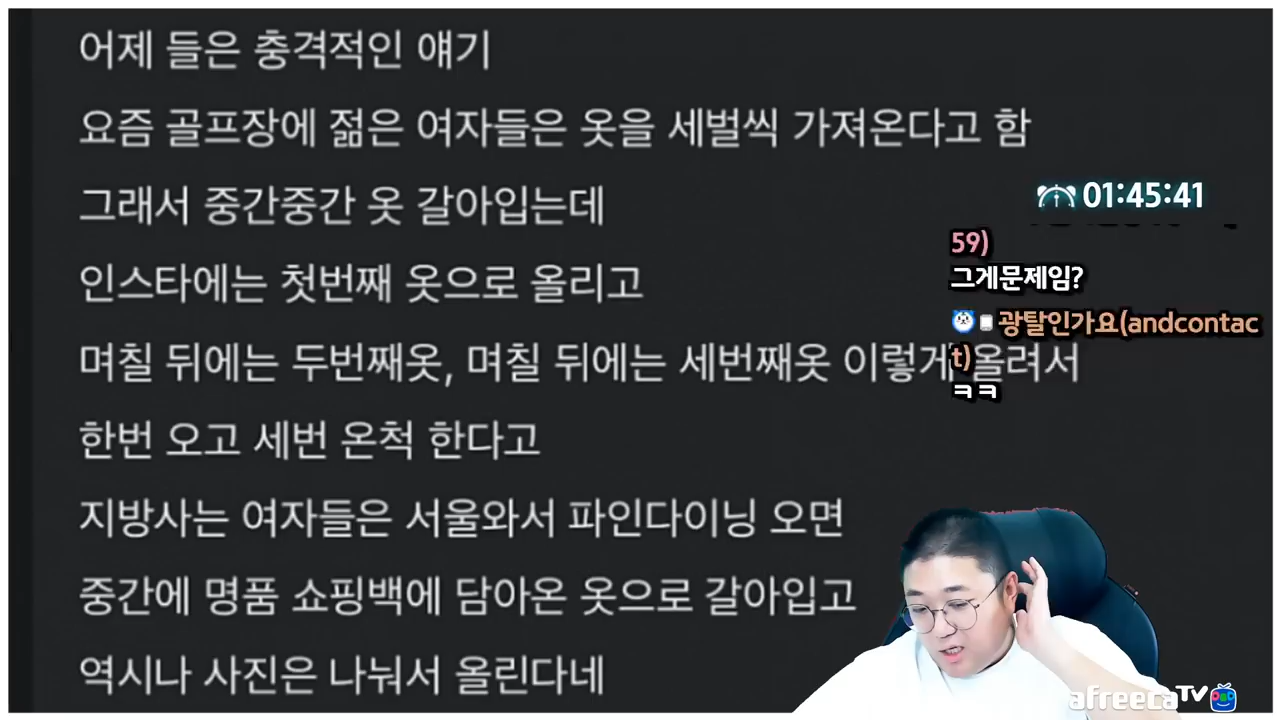 어제 들은 충격적인 얘기
요즘 골프장에 젊은 여자들은 옷을 세벌씩 가져온다고 함
그래서 중간중간 옷 갈아입는데
인스타에는 첫번째 옷으로 올리고
며칠 뒤에는 두번째옷, 며칠 뒤에는 세번째옷 이렇게 올려서
한번 오고 세번 온척 한다고
지방사는 여자들은 서울와서 파인다이닝 오면
중간에 명품 쇼핑백에 담아온 옷으로 갈아입고
역시나 사진은 나눠서 올린다네
01:45:41
59)
그게문제임?
광탈인가요(andcontac
t)
ㅋㅋ
afreecaTV